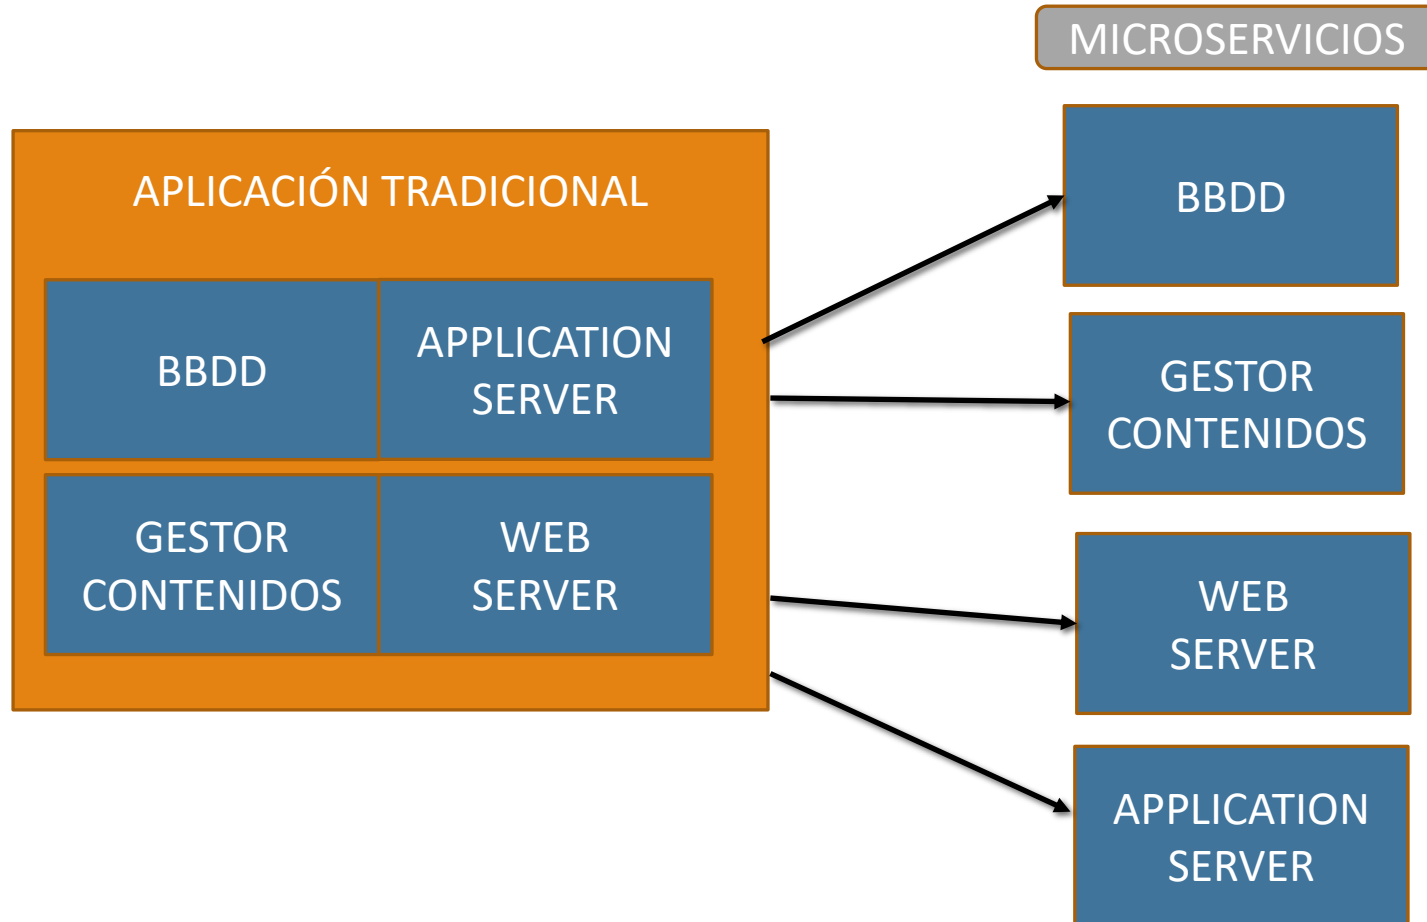 MICROSERVICIOS
APLICACIÓN TRADICIONAL
BBDD
APPLICATION
SERVER
GESTOR
CONTENIDOS
WEB
SERVER
BBDD
GESTOR
CONTENIDOS
WEB
SERVER
APPLICATION
SERVER